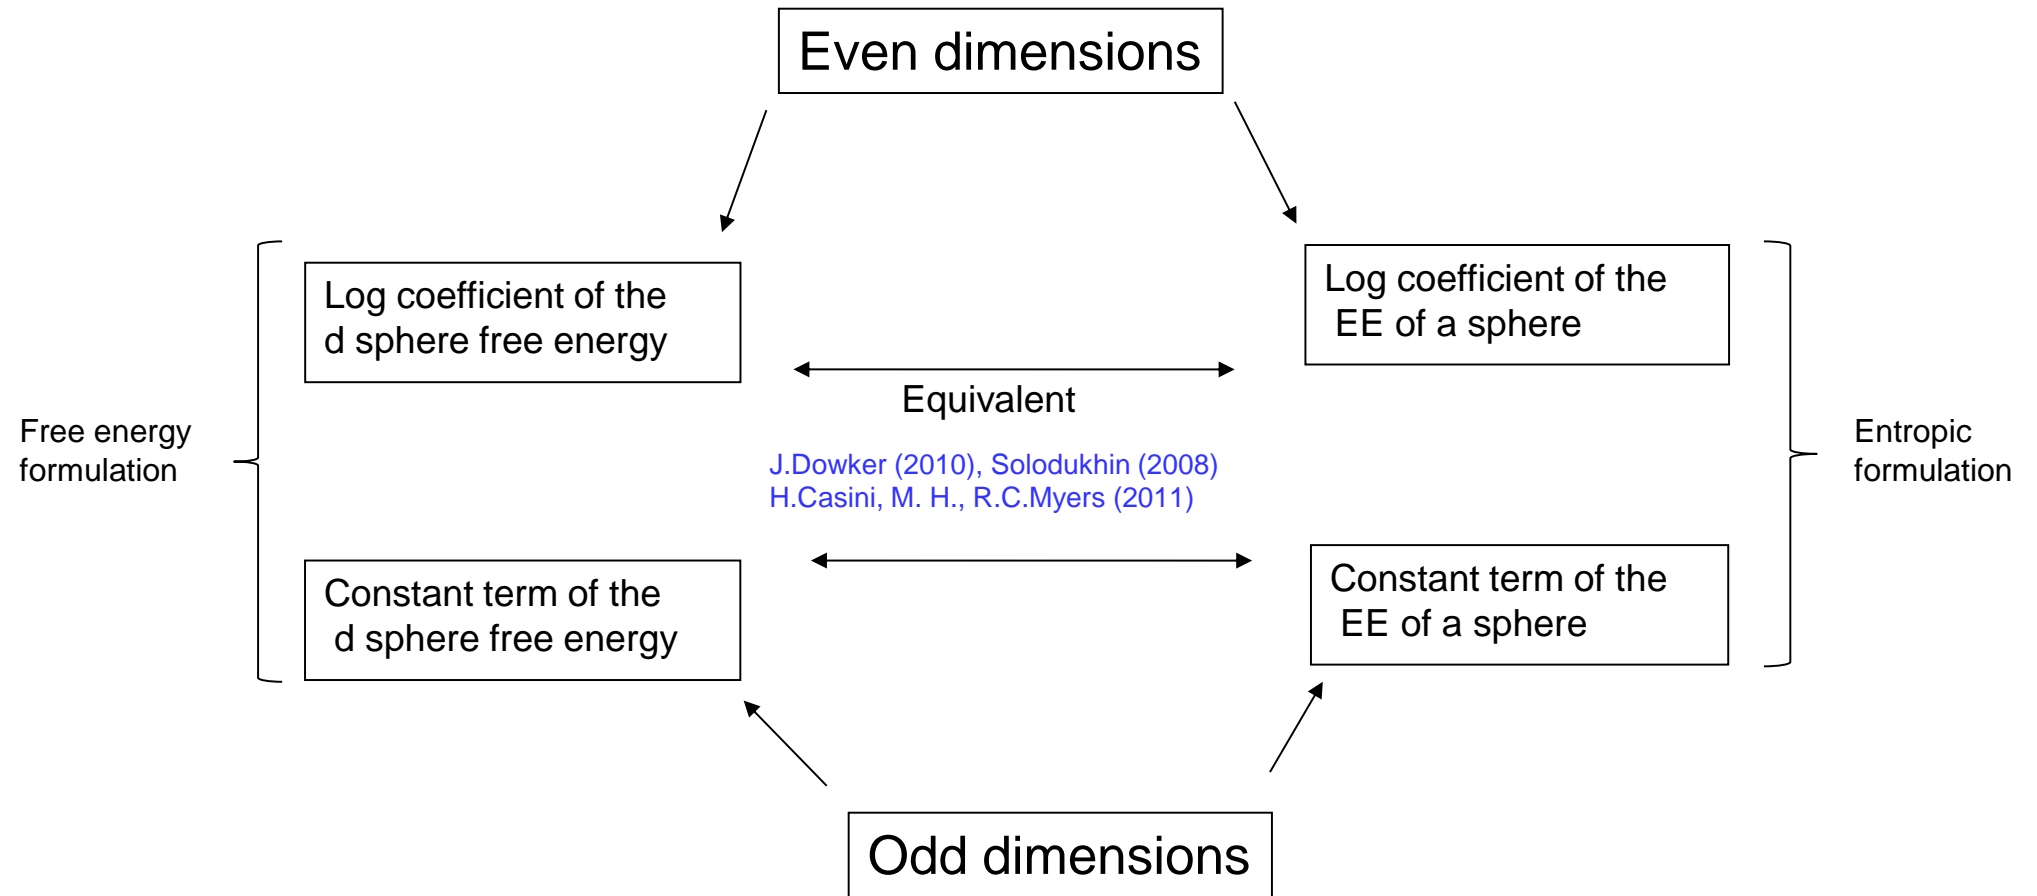 Even dimensions
Log coefficient of the
d sphere free energy
Log coefficient of the
EE of a sphere
Equivalent
Free energy
formulation
J.Dowker (2010), Solodukhin (2008)
H.Casini, M. H., R.C.Myers (2011)
Entropic
formulation
Constant term of the
d sphere free energy
Constant term of the
EE of a sphere
Odd dimensions